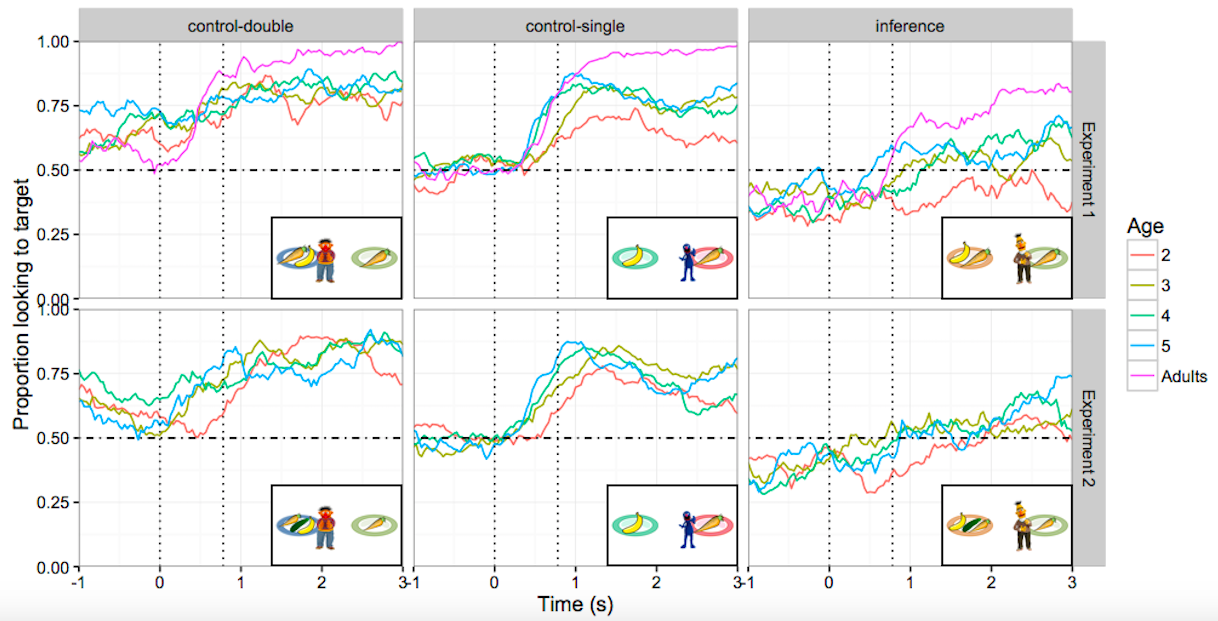 control-double control-single inference
Proportion looking to target
1.00
0.75
0.50
0.25
0.00
Experiment 1
1.00
0.75
0.50
0.25
0.00
Experiment 2
-1 0 1 2 3 -1 0 1 2 3 -1 0 1 2 3
Time (s)
Age
2
3
4
5
Adults